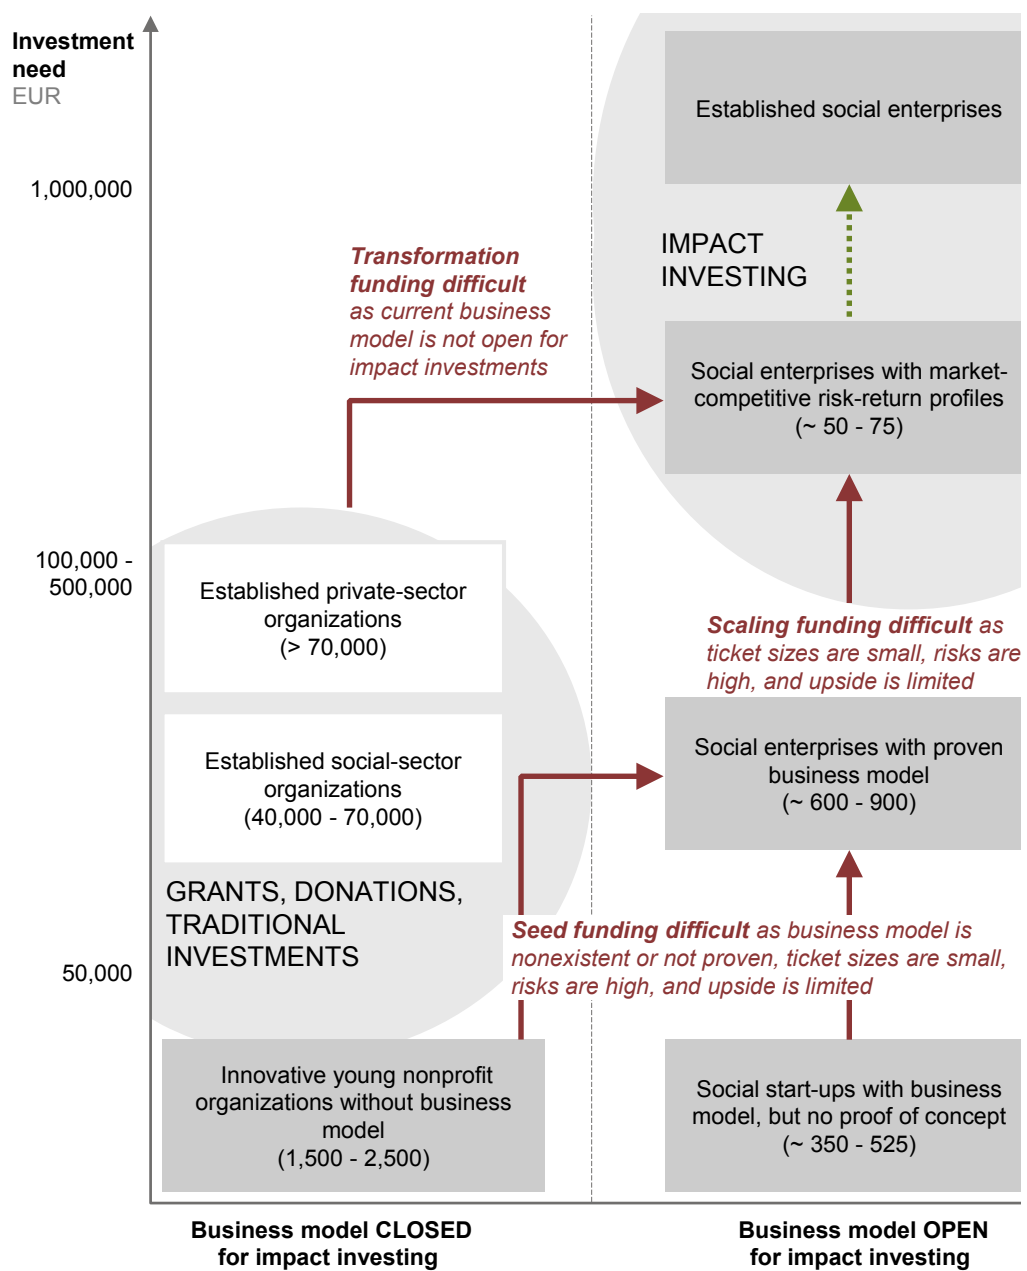 Investment
need
EUR
1,000,000
100,000 -
500,000
50,000
Established social enterprises
IMPACT
INVESTING
Transformation
funding difficult
as current business
model is not open for
impact investments
Social enterprises with market-
competitive risk-return profiles
(~ 50 - 75)
Established private-sector
organizations
(> 70,000)
Scaling funding difficult as
ticket sizes are small, risks are
high, and upside is limited
Established social-sector
organizations
(40,000 - 70,000)
Social enterprises with proven
business model
(~ 600 - 900)
GRANTS, DONATIONS,
TRADITIONAL
INVESTMENTS
Seed funding difficult as business model is
nonexistent or not proven, ticket sizes are small,
risks are high, and upside is limited
Innovative young nonprofit
organizations without business
model
(1,500 - 2,500)
Social start-ups with business
model, but no proof of concept
(~ 350 - 525)
Business model CLOSED
for impact investing
Business model OPEN
for impact investing